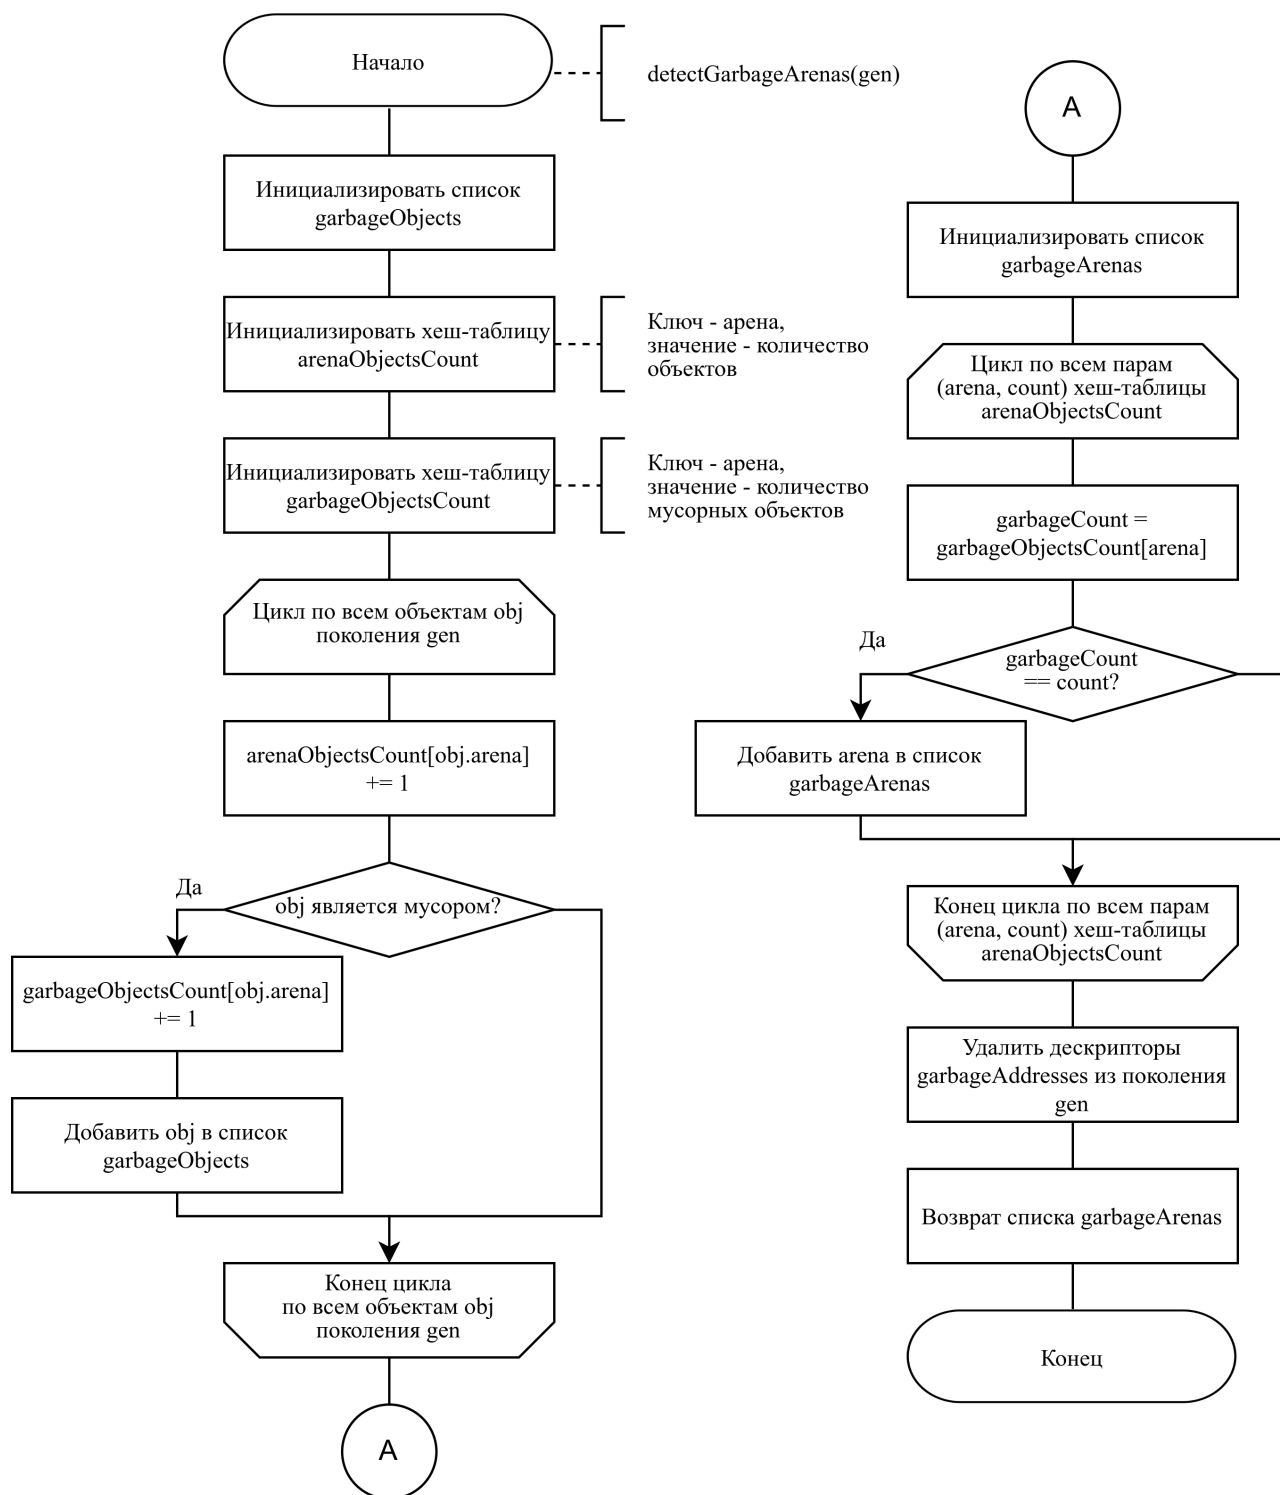 Начало
detectGarbageArenas(gen)
Инициализировать список
garbageObjects
Инициализировать хеш-таблицу
arenaObjectsCount
Ключ - арена,
значение - количество
объектов
Инициализировать хеш-таблицу
garbageObjectsCount
Ключ - арена,
значение - количество
мусорных объектов
Цикл по всем объектам obj
поколения gen
arenaObjectsCount[obj.arena]
+= 1
obj является мусором?
Да
garbageObjectsCount[obj.arena]
+= 1
Добавить obj в список
garbageObjects
Конец цикла
по всем объектам obj
поколения gen
A
A
Инициализировать список
garbageArenas
Цикл по всем парам
(arena, count) хеш-таблицы
arenaObjectsCount
garbageCount =
garbageObjectsCount[arena]
garbageCount
== count?
Да
Добавить arena в список
garbageArenas
Конец цикла по всем парам
(arena, count) хеш-таблицы
arenaObjectsCount
Удалить дескрипторы
garbageAddresses из поколения
gen
Возврат списка garbageArenas
Конец